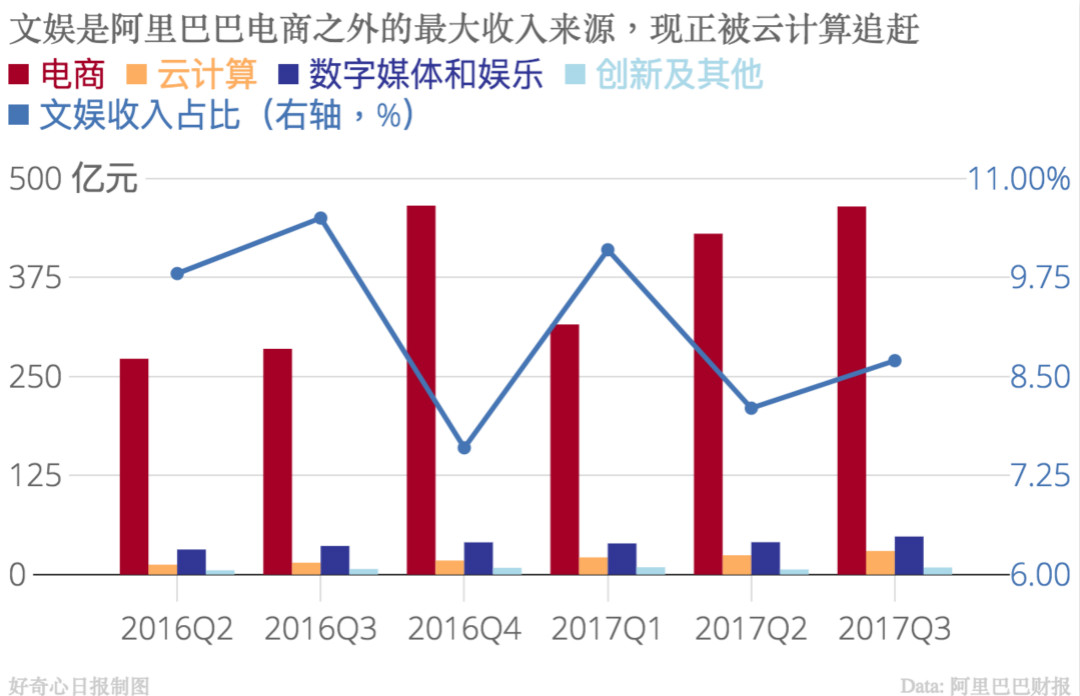 文娱是阿里巴巴电商之外的最大收入来源，现正被云计算追赶
电商 云计算 数字媒体和娱乐 创新及其他
文娱收入占比（右轴，%）
500 亿元 11.00%
375 9.75
250 8.50
125 7.25
0 6.00
2016Q2 2016Q3 2016Q4 2017Q1 2017Q2 2017Q3
好奇心日报制图 Data: 阿里巴巴财报